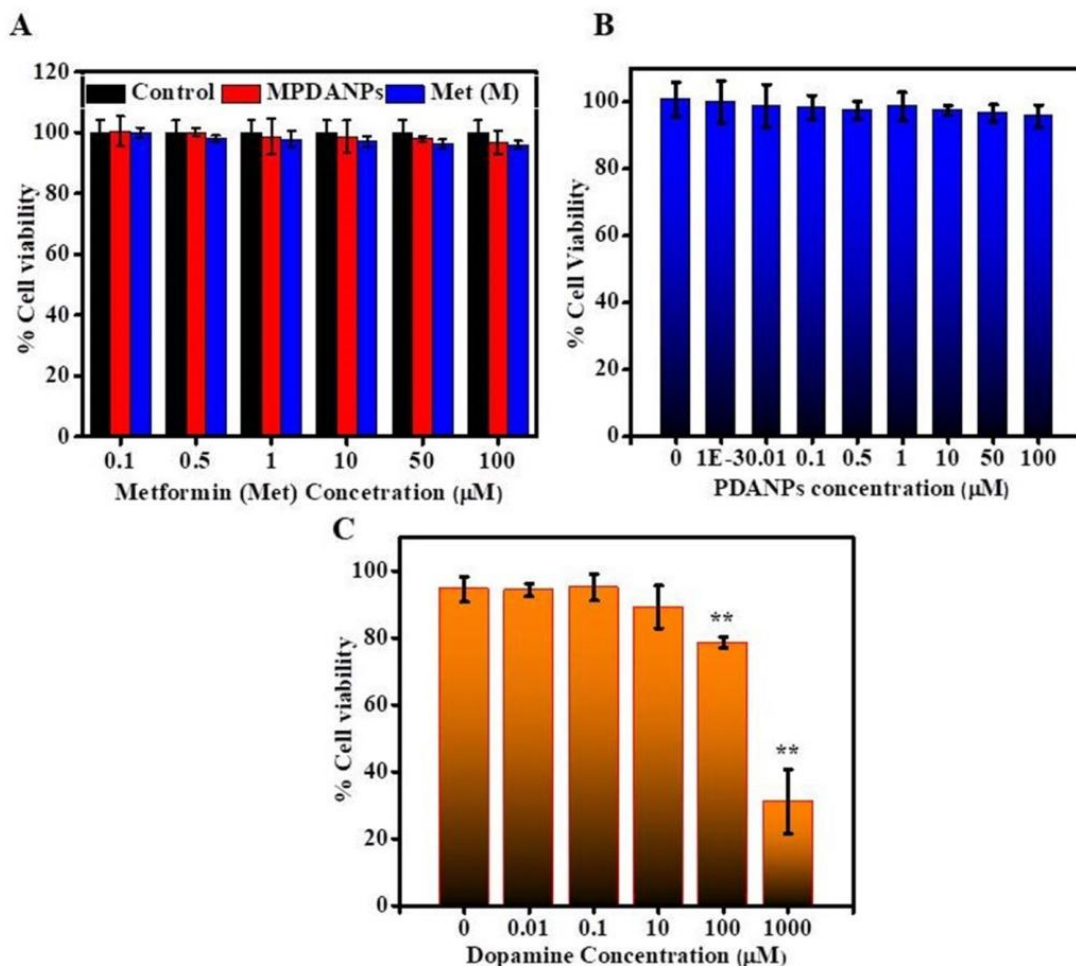 A
B
120
Control MPDANPs Met (M)
100
80
60
40
20
0
% Cell viability
0.1 0.5 1 10 50 100
Metformin (Met) Concetration (μM)
100
80
60
40
20
0
% Cell Viability
0 1E-30.01 0.1 0.5 1 10 50 100
PDANPs concentration (μM)
C
100
80
60
40
20
0
% Cell viability
**
**
0 0.01 0.1 10 100 1000
Dopamine Concentration (μM)